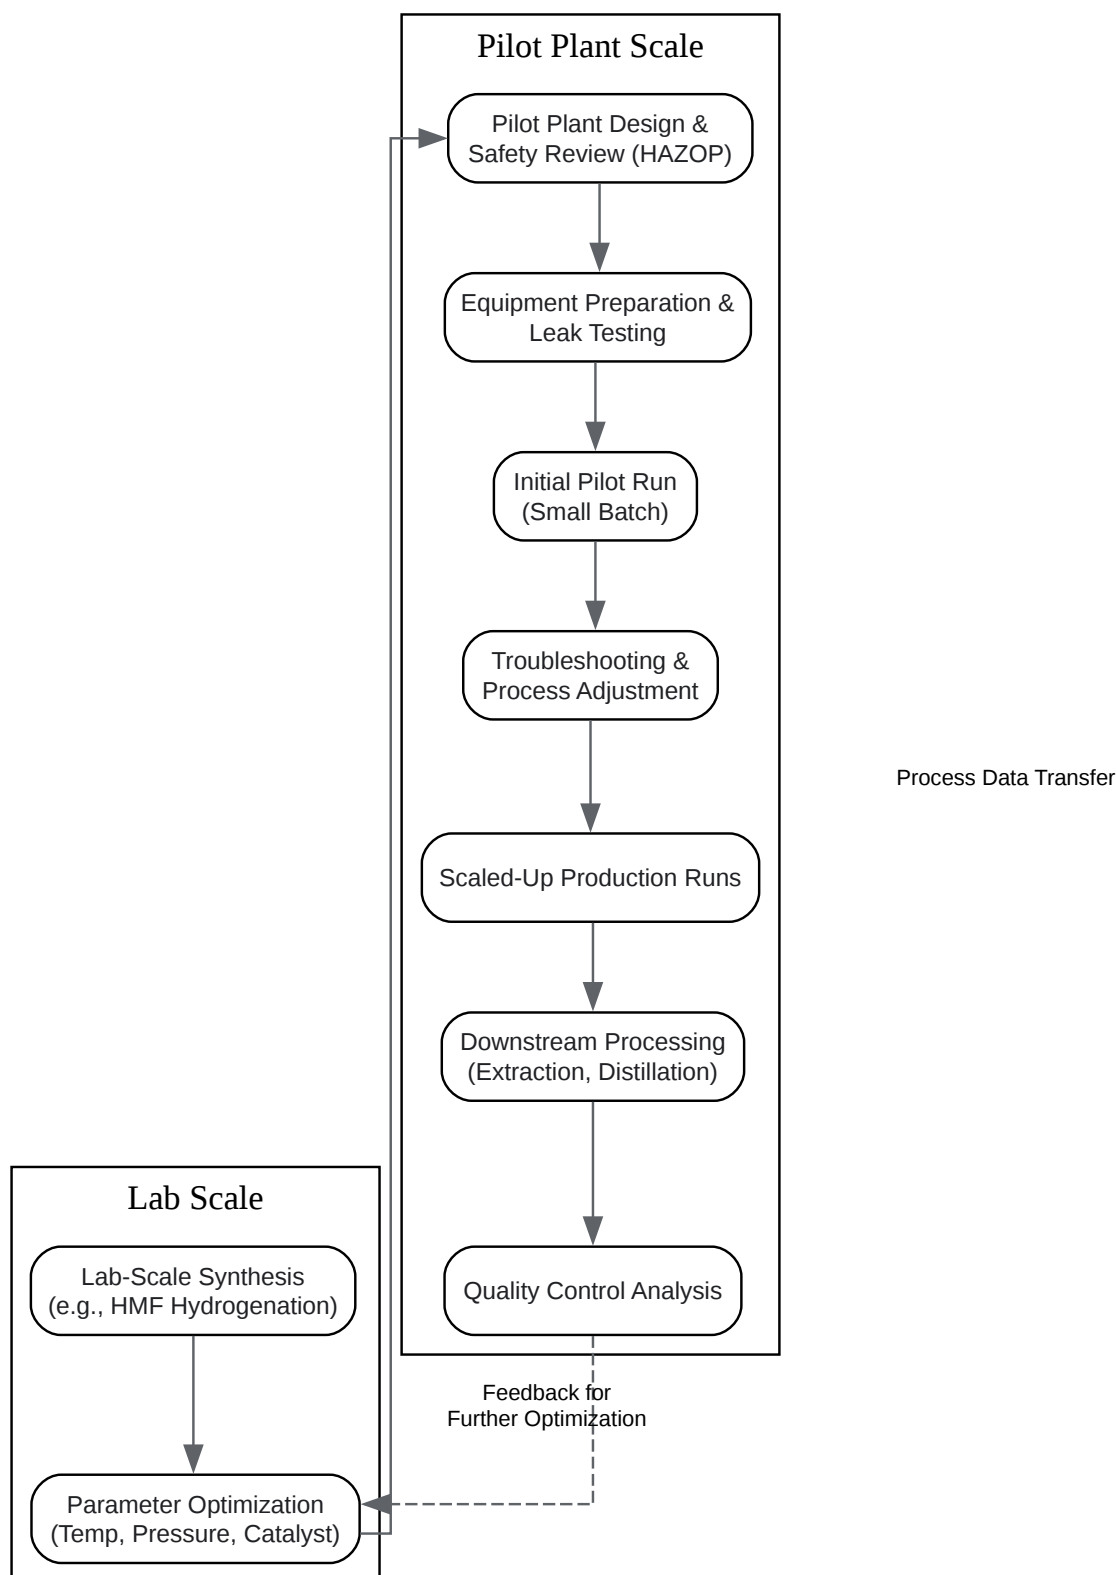 Pilot Plant Scale
Pilot Plant Design &
Safety Review (HAZOP)
Equipment Preparation &
Leak Testing
Initial Pilot Run
(Small Batch)
Troubleshooting &
Process Adjustment
Process Data Transfer
Scaled-Up Production Runs
Downstream Processing
(Extraction, Distillation)
Quality Control Analysis
Lab Scale
Lab-Scale Synthesis
(e.g., HMF Hydrogenation)
Feedback for
Further Optimization
Parameter Optimization
(Temp, Pressure, Catalyst)